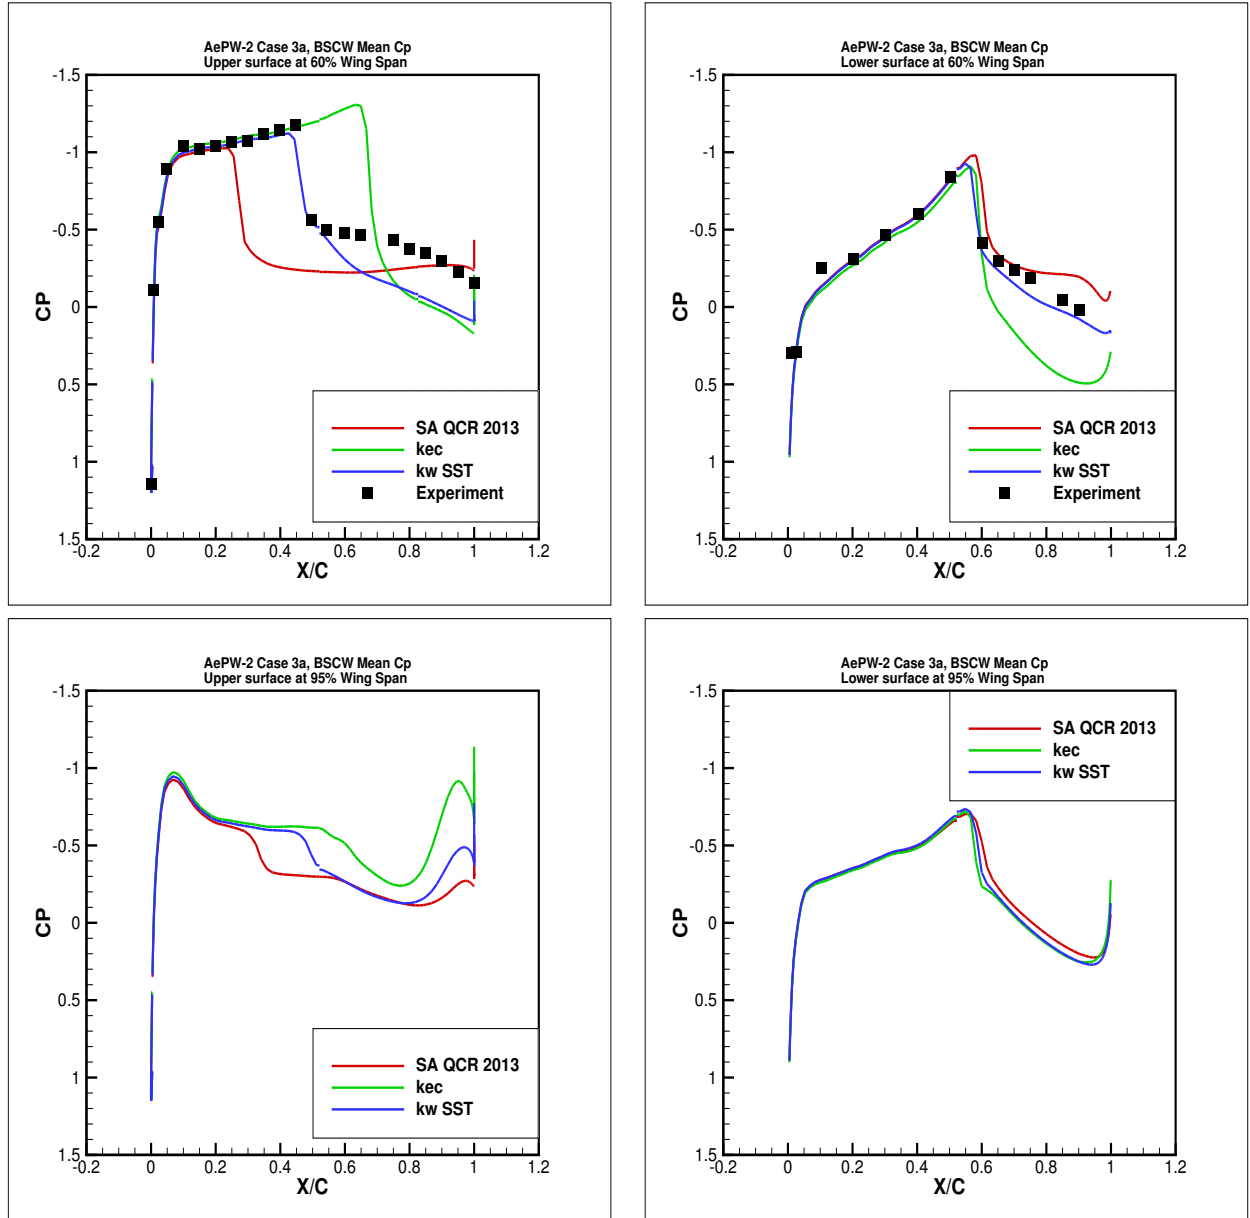 AePW-2 Case 3a, BSCW Mean Cp
Upper surface at 60% Wing Span
-1.5
-1
-0.5
0
0.5
1
1.5
CP
SA QCR 2013
kec
kw SST
Experiment
-0.2 0 0.2 0.4 0.6 0.8 1 1.2
X/C
AePW-2 Case 3a, BSCW Mean Cp
Lower surface at 60% Wing Span
-1.5
-1
-0.5
0
0.5
1
1.5
CP
SA QCR 2013
kec
kw SST
Experiment
-0.2 0 0.2 0.4 0.6 0.8 1 1.2
X/C
AePW-2 Case 3a, BSCW Mean Cp
Upper surface at 95% Wing Span
-1.5
-1
-0.5
0
0.5
1
1.5
CP
SA QCR 2013
kec
kw SST
-0.2 0 0.2 0.4 0.6 0.8 1 1.2
X/C
AePW-2 Case 3a, BSCW Mean Cp
Lower surface at 95% Wing Span
-1.5
-1
-0.5
0
0.5
1
1.5
CP
SA QCR 2013
kec
kw SST
-0.2 0 0.2 0.4 0.6 0.8 1 1.2
X/C